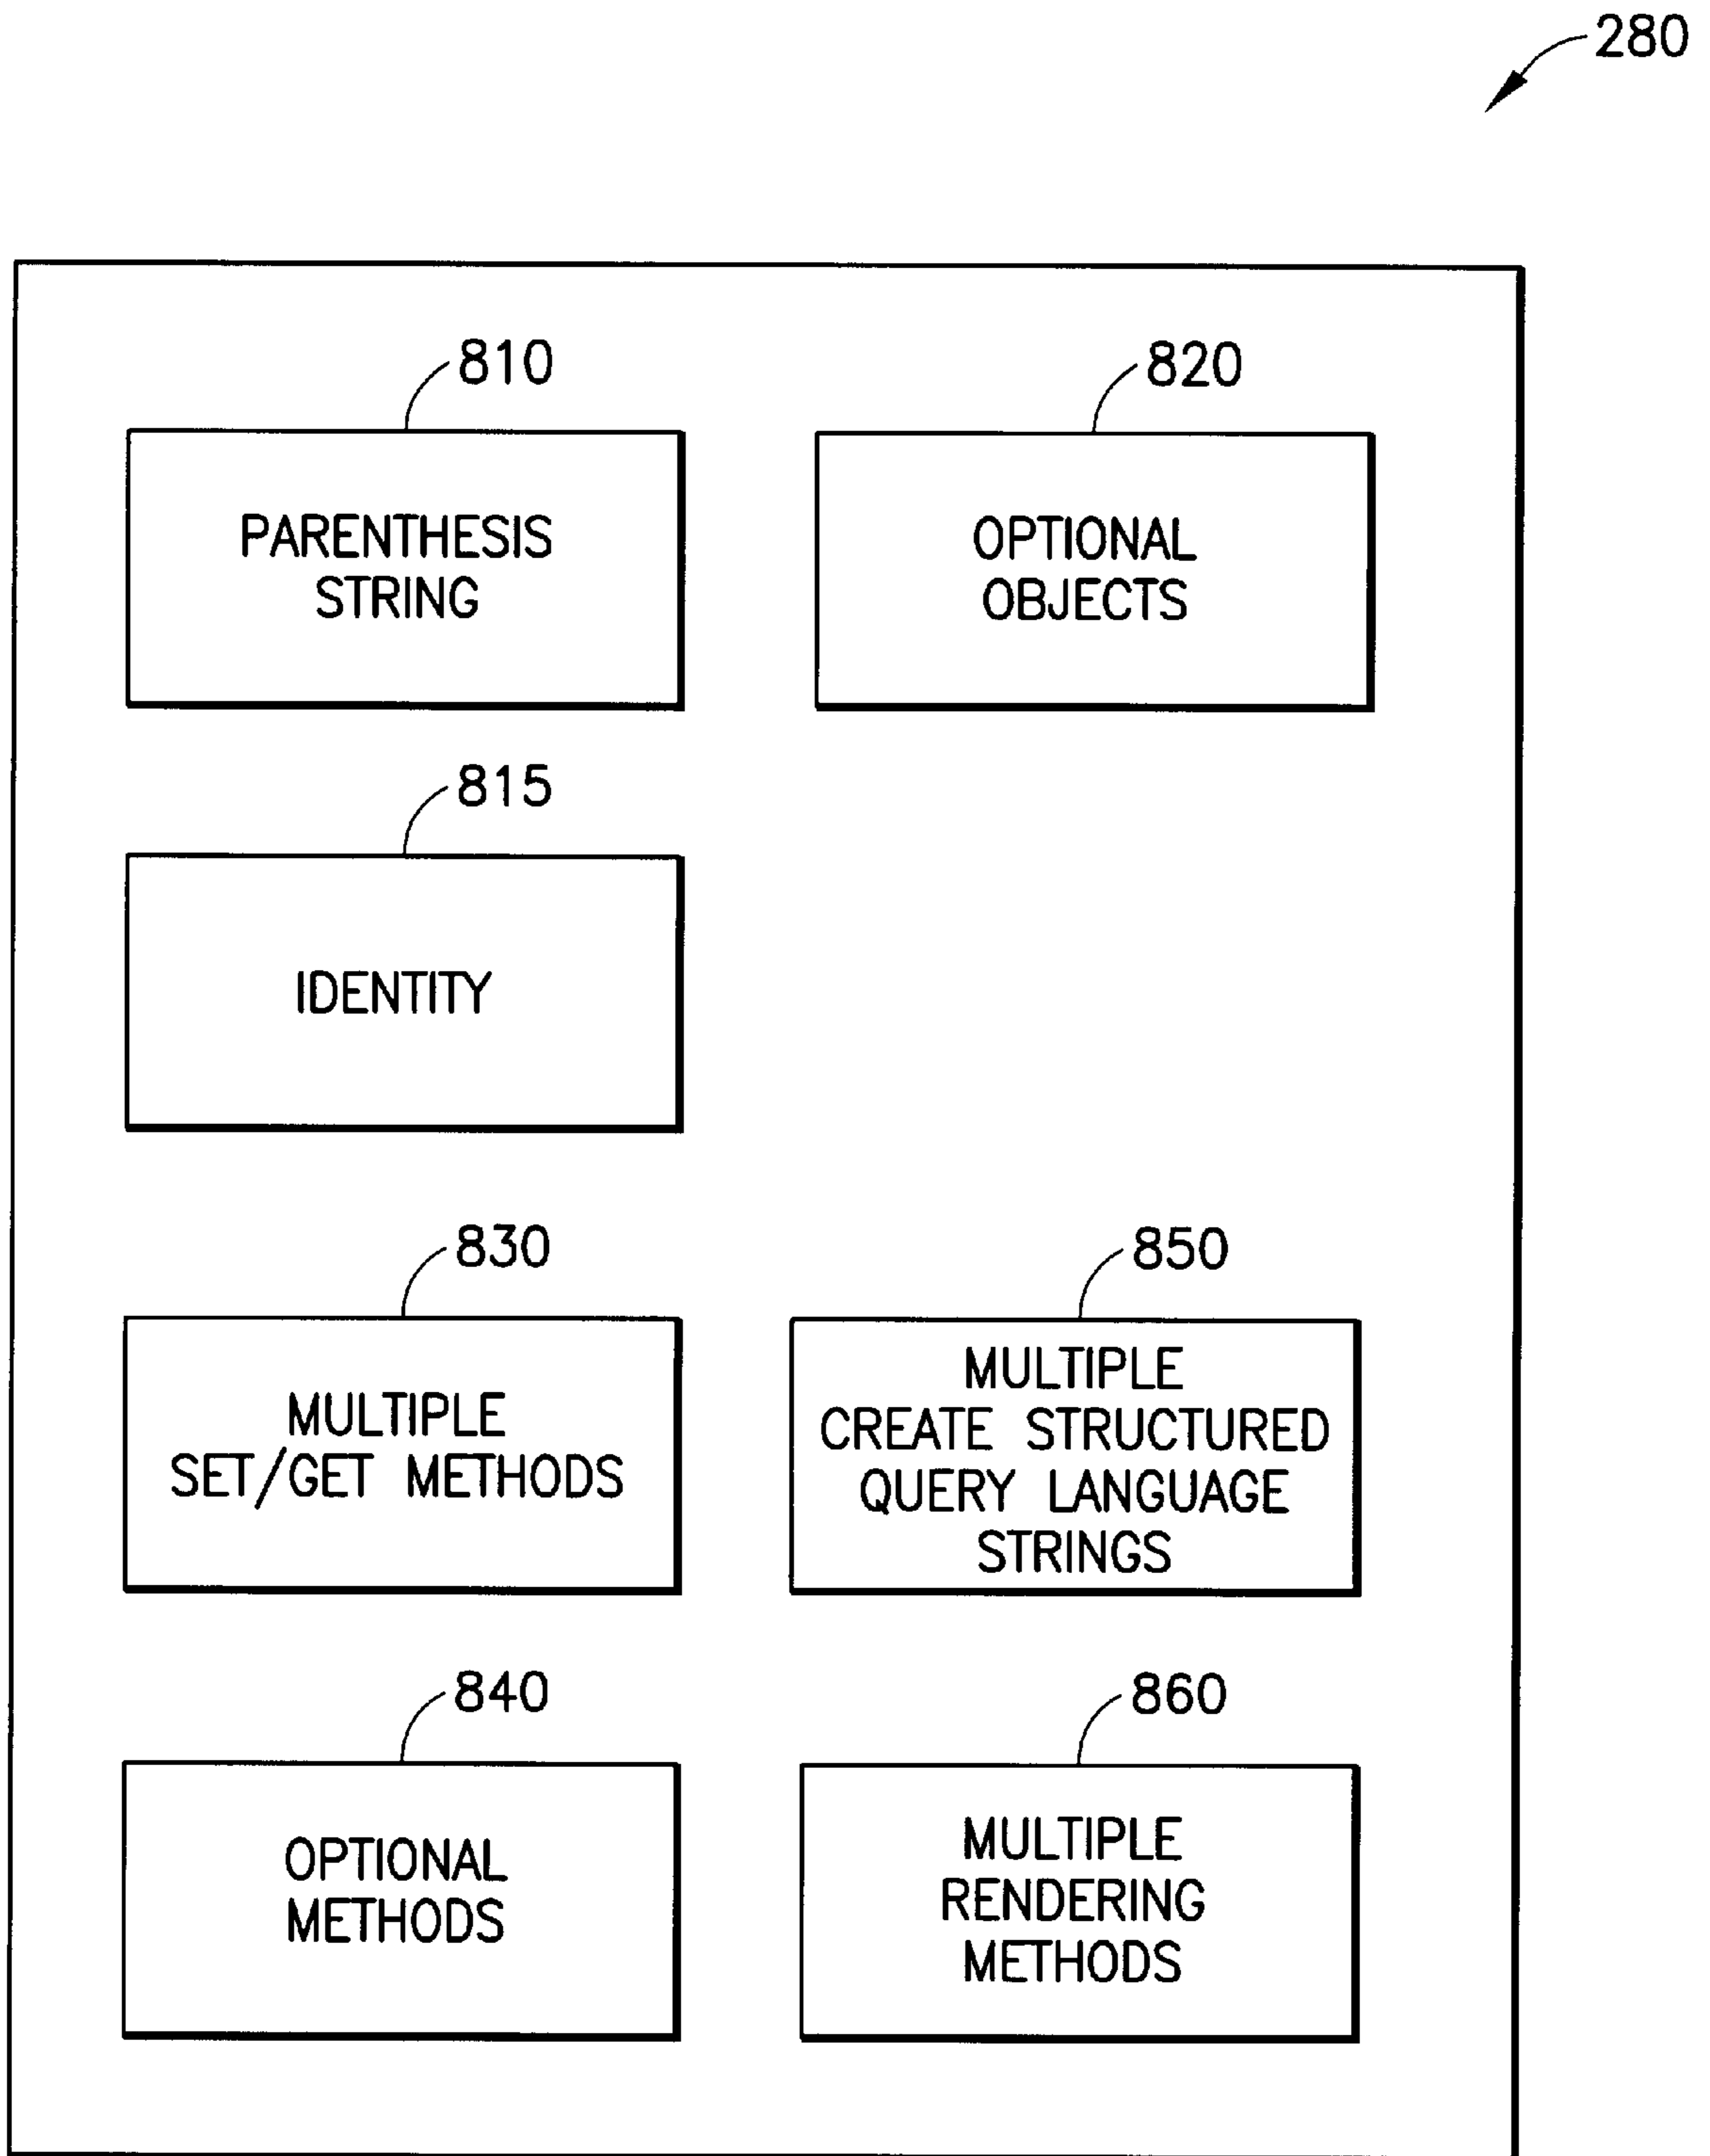 280
810
PARENTHESIS
STRING
820
OPTIONAL
OBJECTS
815
IDENTITY
830
MULTIPLE
SET/GET METHODS
850
MULTIPLE
CREATE STRUCTURED
QUERY LANGUAGE
STRINGS
840
OPTIONAL
METHODS
860
MULTIPLE
RENDERING
METHODS